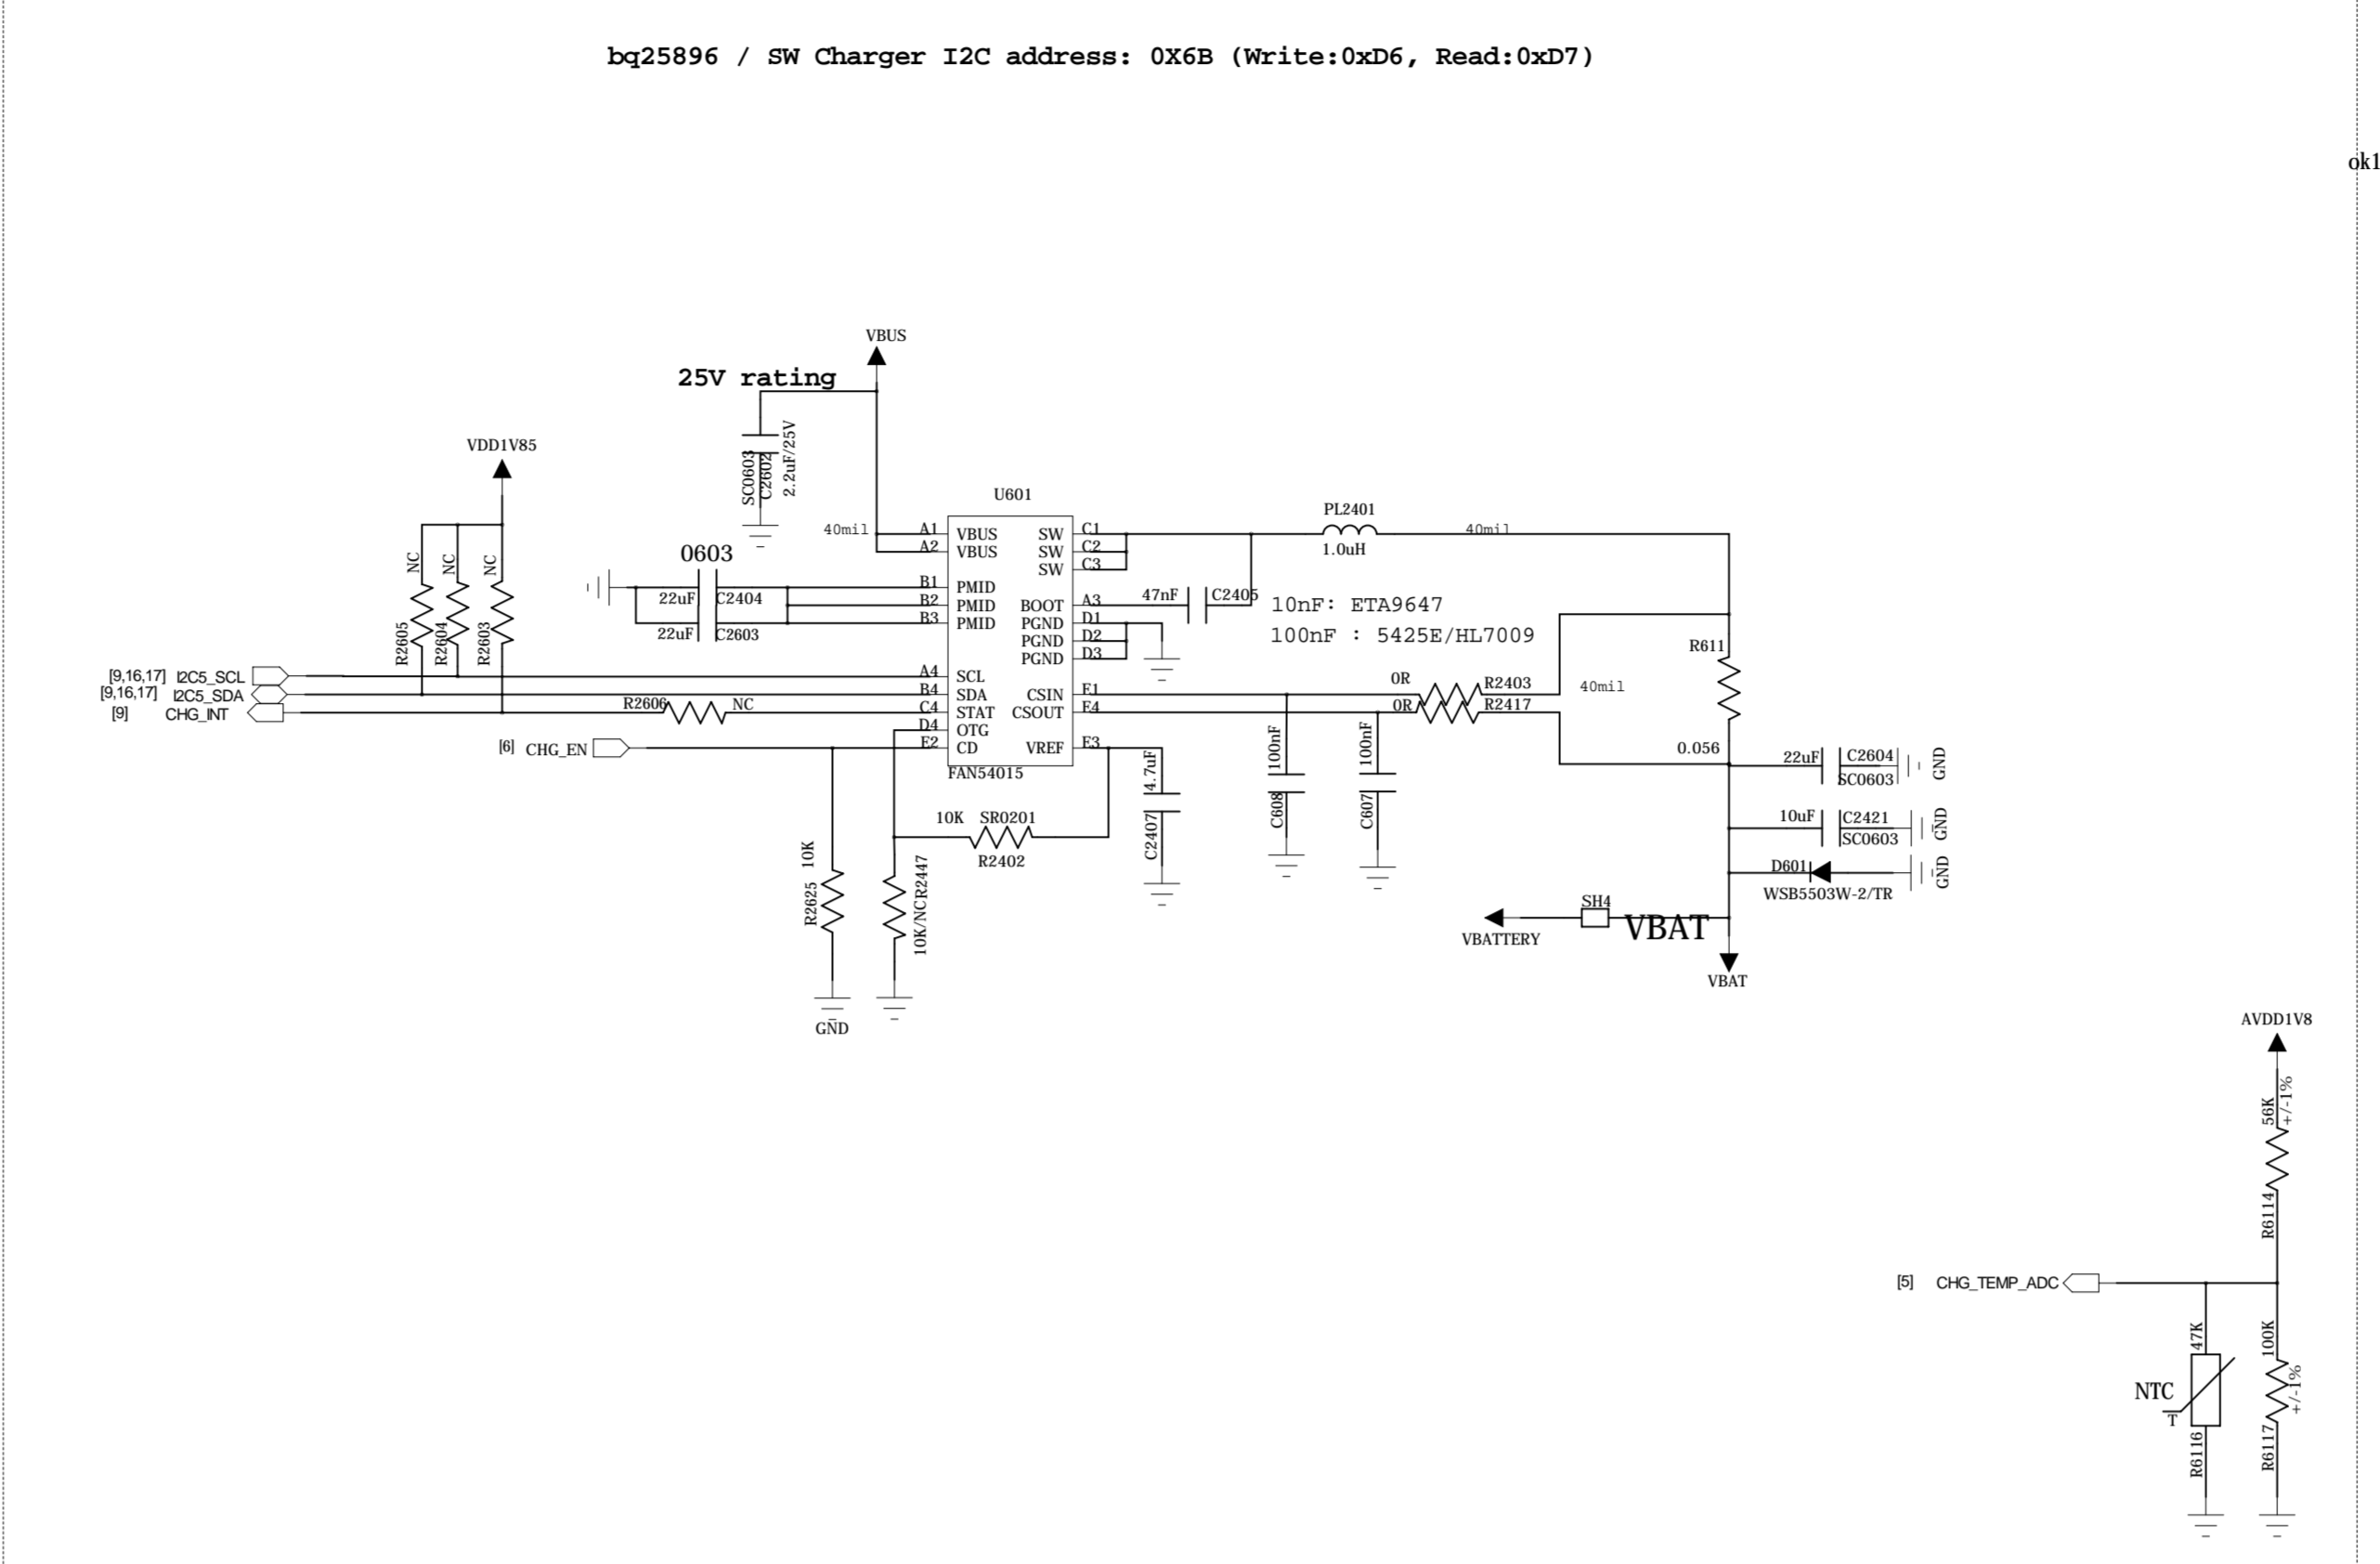 bq25896 / SW Charger I2C address: 0X6B (Write:0xD6, Read:0xD7)
ok1
VBUS
25V rating
SC0603
C2602
2.2uF/25V
VDD1V85
NC
NC
NC
R2605
R2604
R2603
U601
40mil
A1 VBUS
A2 VBUS
B1 PMID
B2 PMID
B3 PMID
A4 SCL
B4 SDA
C4 STAT
D4 OTG
E2 CD
SW C1
SW C2
SW C3
BOOT A3
PGND D1
PGND D2
PGND D3
CSIN E1
CSOUT E4
VREF E3
FAN54015
0603
22uF C2404
22uF C2603
[9,16,17] I2C5_SCL
[9,16,17] I2C5_SDA
[9] CHG_INT
R2606 NC
[6] CHG_EN
PL2401
1.0uH
40mil
47nF C2405
10nF: ETA9647
100nF : 5425E/HL7009
0R R2403
0R R2417
40mil
R611
0.056
100nF
C608
100nF
C607
4.7uF
C2407
10K SR0201
R2402
10K
R2625
10K/NCR2447
GND
22uF C2604
SC0603
GND
10uF C2421
SC0603
GND
D601
WSB5503W-2/TR
GND
SH4
VBAT
VBATTERY
VBAT
AVDD1V8
56K
+/-1%
R6114
[5] CHG_TEMP_ADC
47K
NTC
T
R6116
100K
+/-1%
R6117